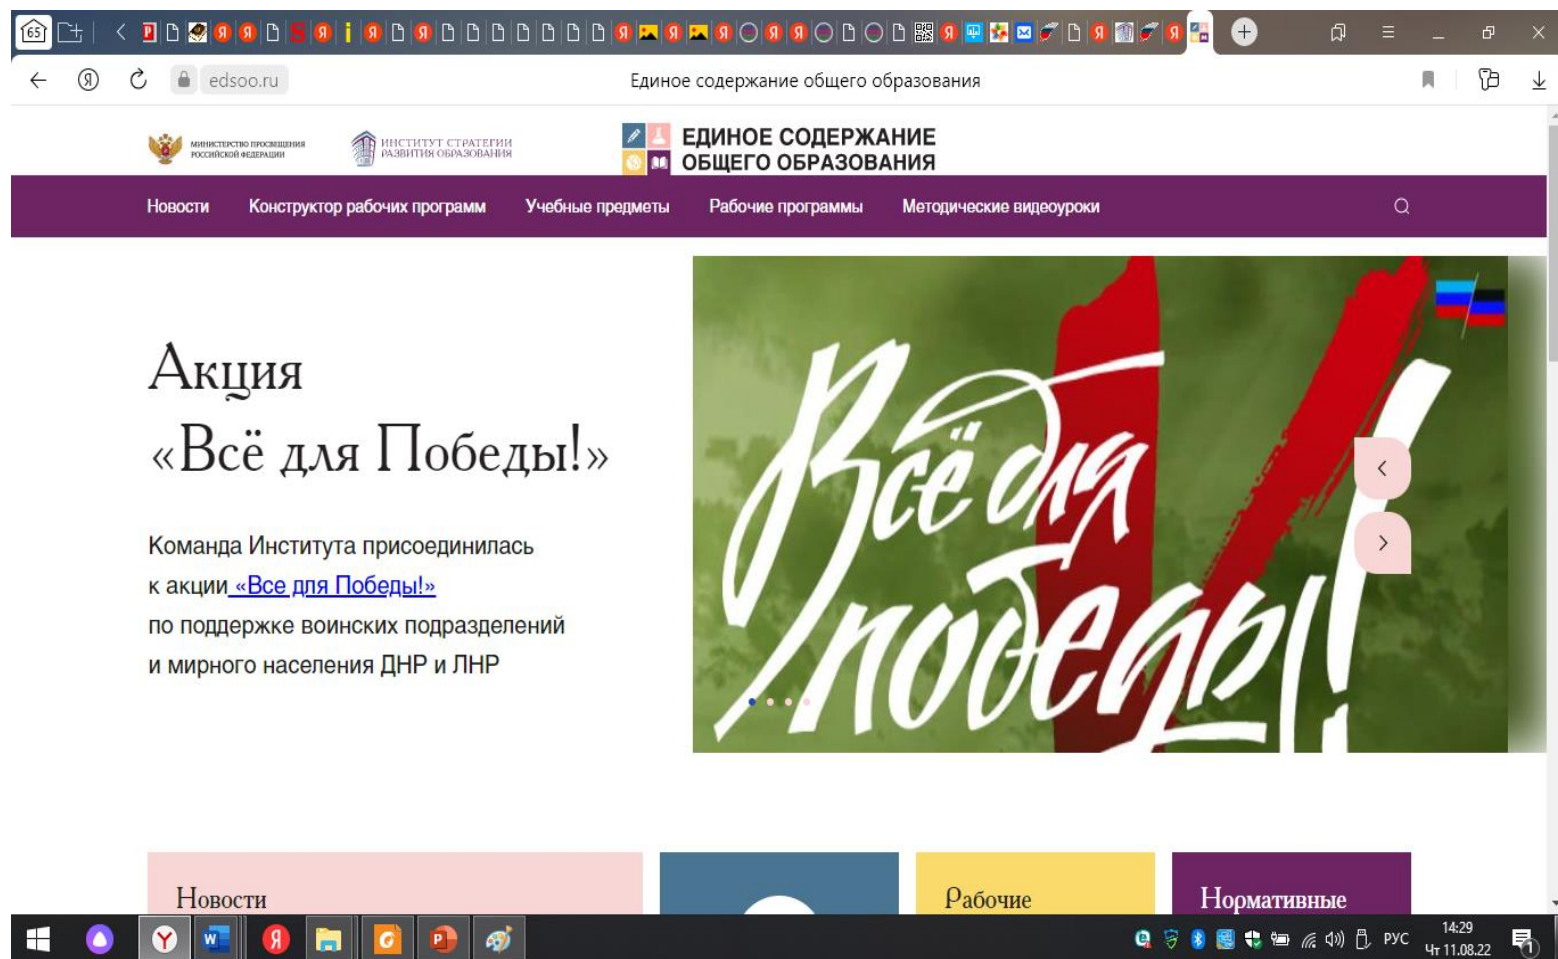 65
edsoo.ru
Единое содержание общего образования
МИНИСТЕРСТВО ПРОСВЕЩЕНИЯ
РОССИЙСКОЙ ФЕДЕРАЦИИ
ИНСТИТУТ СТРАТЕГИИ
РАЗВИТИЯ ОБРАЗОВАНИЯ
ЕДИНОЕ СОДЕРЖАНИЕ
ОБЩЕГО ОБРАЗОВАНИЯ
Новости Конструктор рабочих программ Учебные предметы Рабочие программы Методические видеоуроки
Акция
«Всё для Победы!»
Команда Института присоединилась
к акции «Все для Победы!»
по поддержке воинских подразделений
и мирного населения ДНР и ЛНР
Всё для
победы!
Новости
Рабочие
Нормативные
РУС
14:29
Чт 11.08.22
1